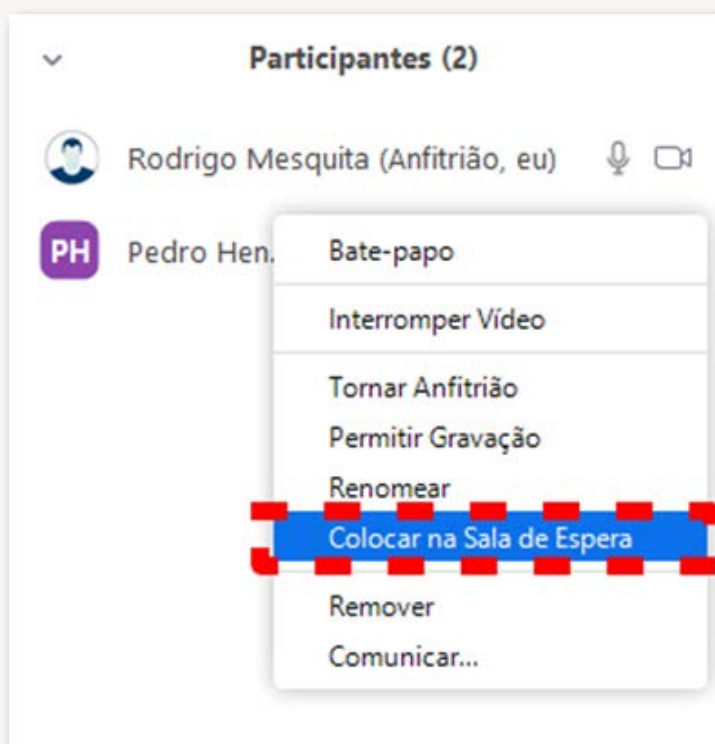 Participantes (2)
Rodrigo Mesquita (Anfitrião, eu)
PH Pedro Hen.
Bate-papo
Interromper Vídeo
Tornar Anfitrião
Permitir Gravação
Renomear
Colocar na Sala de Espera
Remover
Comunicar...